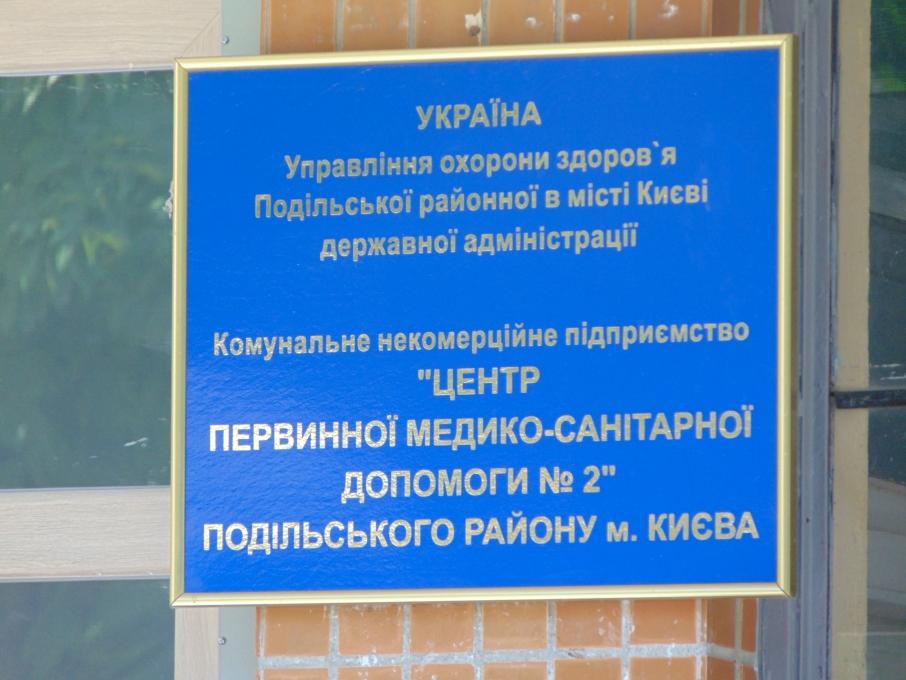 УКРАЇНА
Управління охорони здоров`я
Подільської районної в місті Києві
державної адміністрації
Комунальне некомерційне підприємство
"ЦЕНТР
ПЕРВИННОЇ МЕДИКО-САНІТАРНОЇ
ДОПОМОГИ № 2"
ПОДІЛЬСЬКОГО РАЙОНУ м. КИЄВА